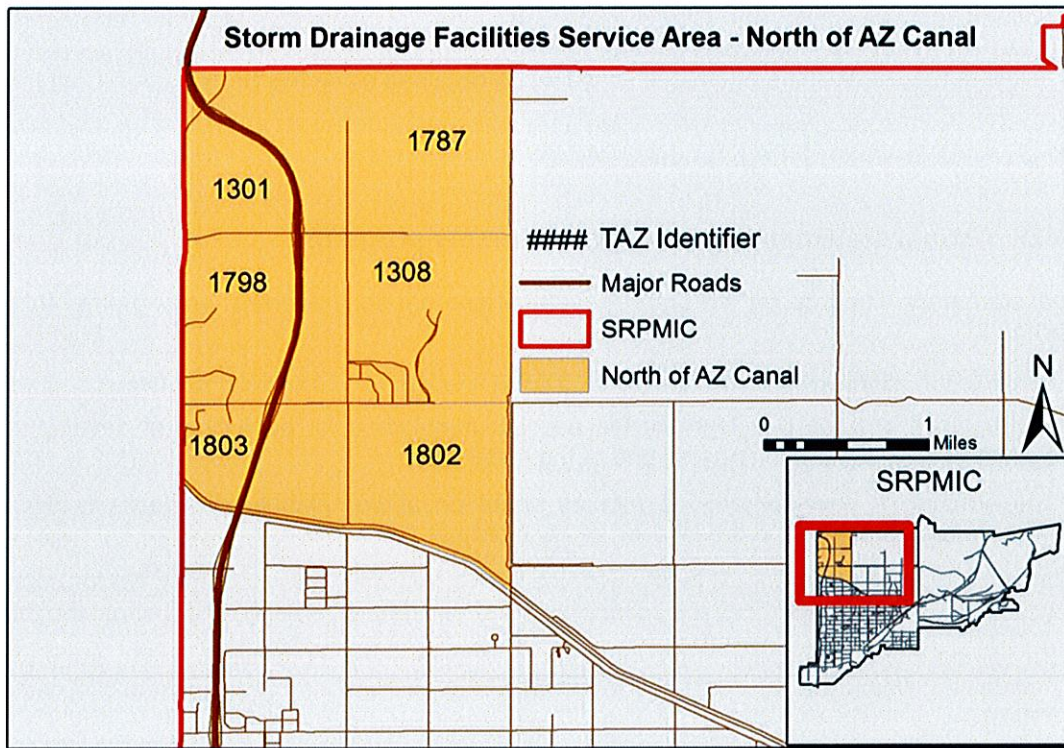 Storm Drainage Facilities Service Area - North of AZ Canal
1787
1301
#### TAZ Identifier
1798
1308
Major Roads
SRPMIC
North of AZ Canal
N
0 1
Miles
1803
1802
SRPMIC